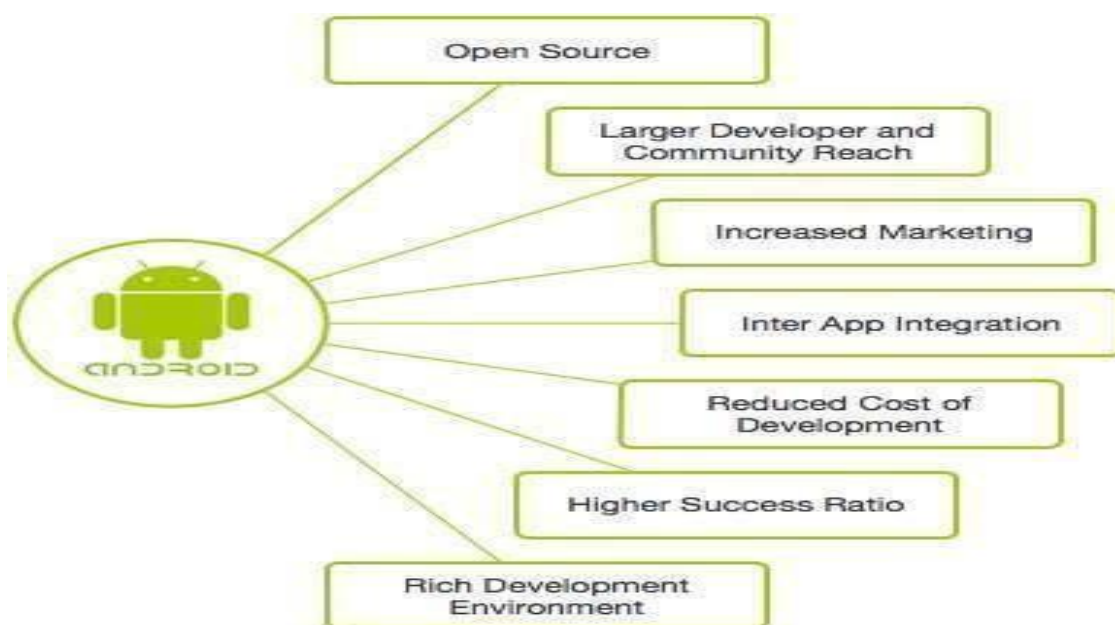 Open Source
Larger Developer and
Community Reach
Increased Marketing
Inter App Integration
ANDROID
Reduced Cost of
Development
Higher Success Ratio
Rich Development
Environment